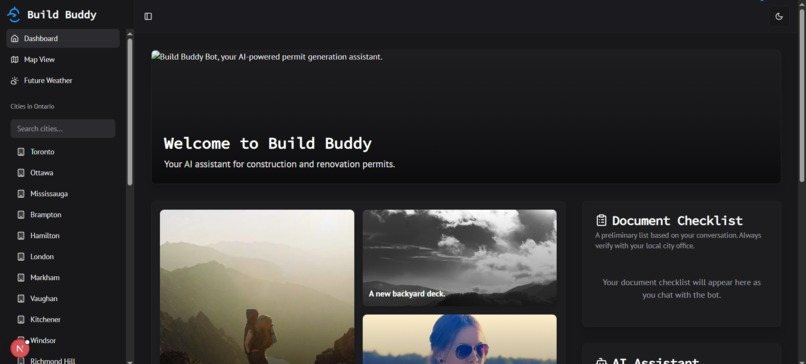 Build Buddy
Dashboard
Map View
Future Weather
Cities in Ontario
Search cities...
Toronto
Ottawa
Mississauga
Brampton
Hamilton
London
Markham
Vaughan
Kitchener
Windsor
Richmond Hill
N
Build Buddy Bot, your AI-powered permit generation assistant.
Welcome to Build Buddy
Your AI assistant for construction and renovation permits.
A new backyard deck.
Document Checklist
A preliminary list based on your conversation. Always
verify with your local city office.
Your document checklist will appear here as
you chat with the bot.
AI Assistant